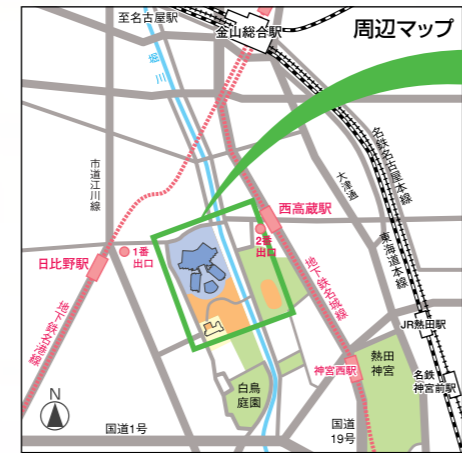 周辺マップ
至名古屋駅
金山総合駅
堀川
市道江川線
名鉄名古屋本線
大津通
東海道本線
西高蔵駅
2番
出口
1番
出口
日比野駅
地下鉄名城線
地下鉄名港線
JR熱田駅
熱田
神宮
神宮西駅
名鉄
神宮前駅
白鳥
庭園
N
国道1号
国道
19号